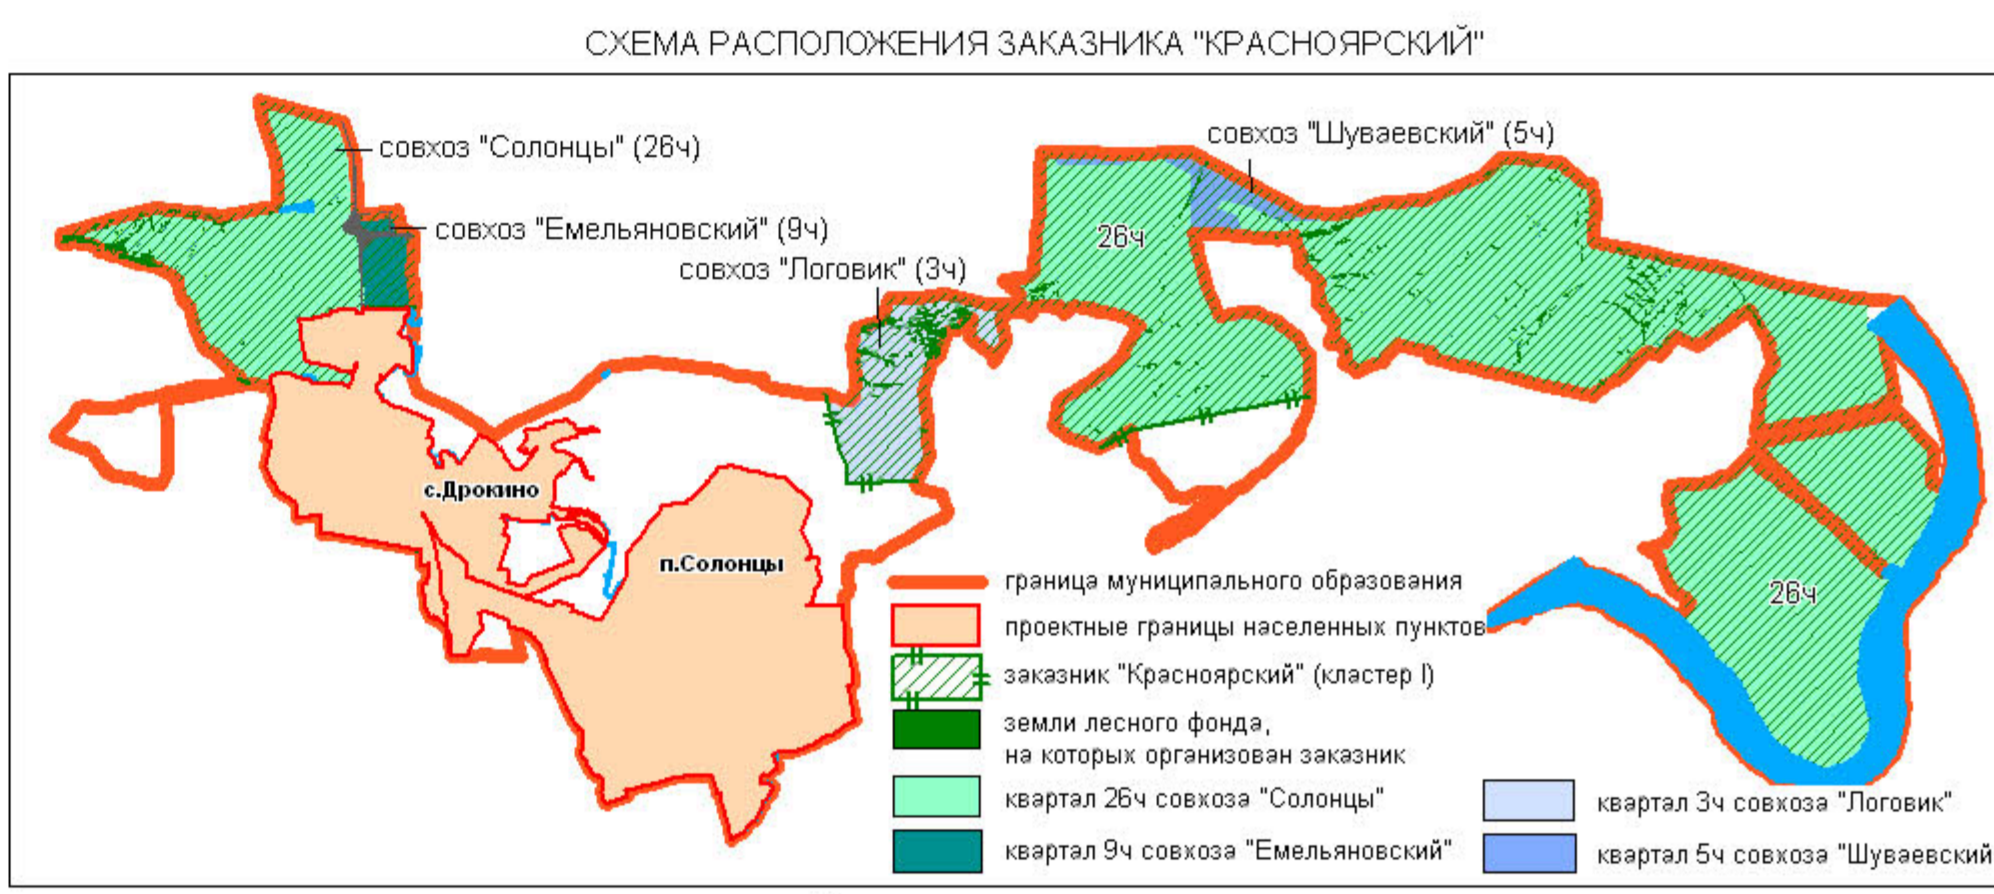 СХЕМА РАСПОЛОЖЕНИЯ ЗАКАЗНИКА "КРАСНОЯРСКИЙ"
совхоз "Солонцы" (26ч)
совхоз "Шуваевский" (5ч)
совхоз "Емельяновский" (9ч)
26ч
совхоз "Логовик" (3ч)
с.Дрокино
п.Солонцы
26ч
граница муниципального образования
проектные границы населенных пунктов
заказник "Красноярский" (кластер I)
земли лесного фонда,
на которых организован заказник
квартал 26ч совхоза "Солонцы"
квартал 9ч совхоза "Емельяновский"
квартал 3ч совхоза "Логовик"
квартал 5ч совхоза "Шуваевский